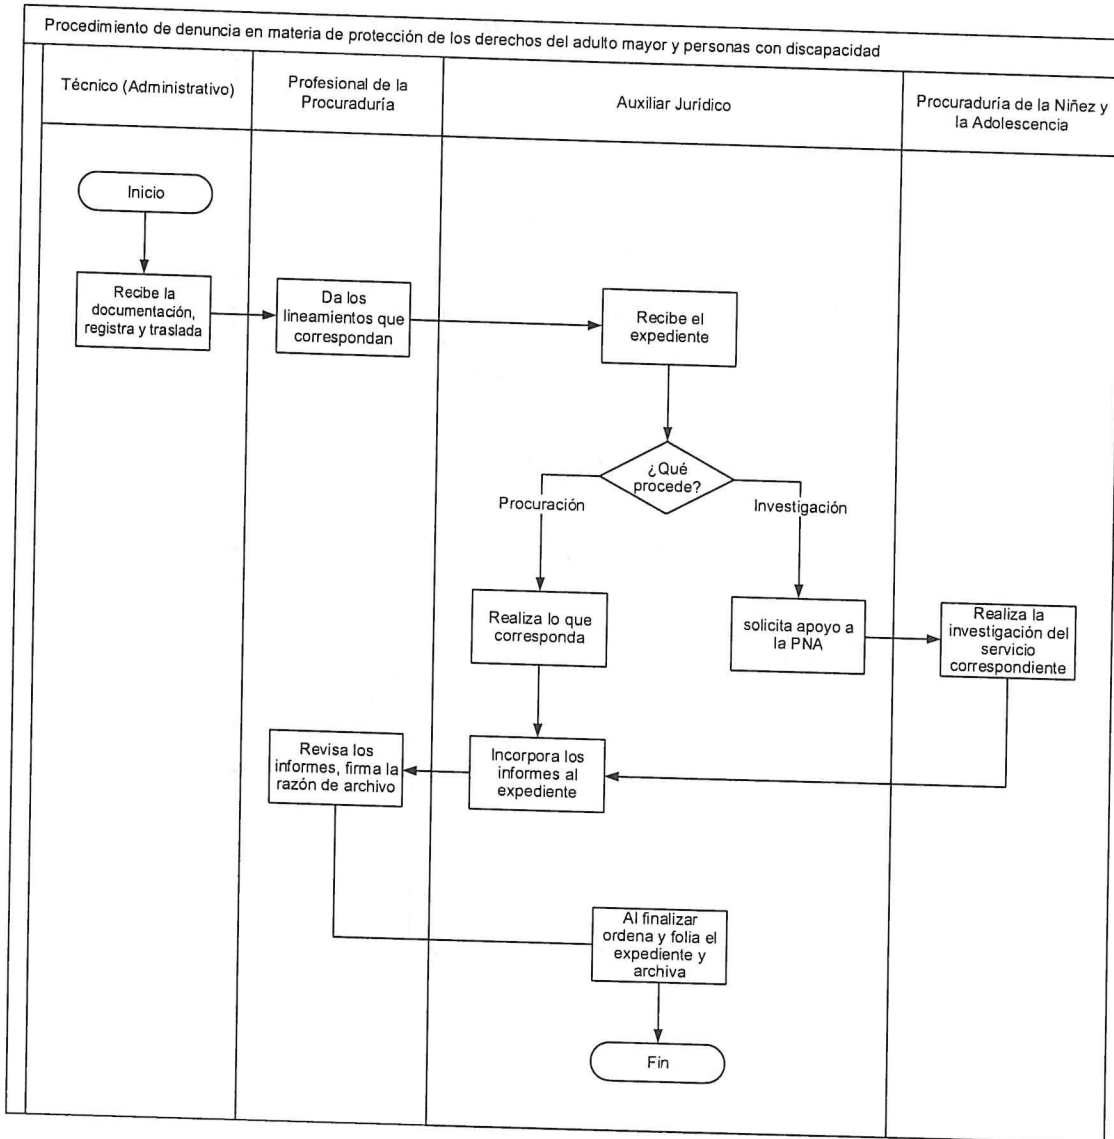 Procedimiento de denuncia en materia de protección de los derechos del adulto mayor y personas con discapacidad
Técnico (Administrativo)
Profesional de la
Procuraduría
Auxiliar Jurídico
Procuraduría de la Niñez y
la Adolescencia
Inicio
Recibe la
documentación,
registra y traslada
Da los
lineamientos que
correspondan
Recibe el
expediente
¿Qué
procede?
Procuración
Investigación
Realiza lo que
corresponda
solicita apoyo a
la PNA
Realiza la
investigación del
servicio
correspondiente
Revisa los
informes, firma la
razón de archivo
Incorpora los
informes al
expediente
Al finalizar
ordena y folia el
expediente y
archiva
Fin